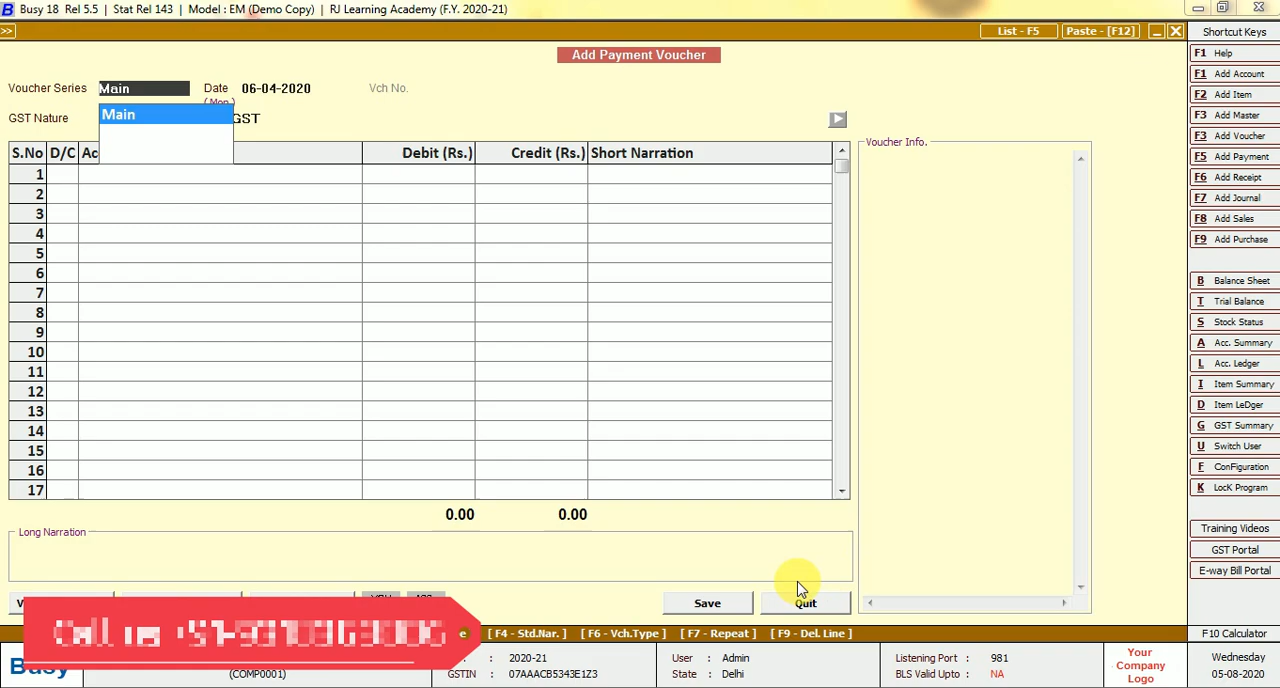 Busy 18 Rel 5.5 | Stat Rel 143 | Model : EM (Demo Copy) | RJ Learning Academy (F.Y. 2020-21)
>> List - F5 Paste - [F12] Shortcut Keys
Add Payment Voucher
F1 Help
F1 Add Account
F2 Add Item
F3 Add Master
F3 Add Voucher
F5 Add Payment
F6 Add Receipt
F7 Add Journal
F8 Add Sales
F9 Add Purchase
B Balance Sheet
T Trial Balance
S Stock Status
A Acc. Summary
L Acc. Ledger
I Item Summary
D Item LeDger
G GST Summary
U Switch User
F ConFiguration
K LocK Program
Training Videos
GST Portal
E-way Bill Portal
Voucher Series Main Date 06-04-2020 Vch No.
(Mon)
GST Nature Main GST
S.No D/C Ac Debit (Rs.) Credit (Rs.) Short Narration
Voucher Info.
1
2
3
4
5
6
7
8
9
10
11
12
13
14
15
16
17
0.00 0.00
Long Narration
Save Quit
Call us
[ F4 - Std.Nar. ] [ F6 - Vch.Type ] [ F7 - Repeat ] [ F9 - Del. Line ] F10 Calculator
Busy
(COMP0001)
: 2020-21
GSTIN : 07AAACB5343E1Z3
User : Admin
State : Delhi
Listening Port : 981
BLS Valid Upto : NA
Your
Company
Logo
Wednesday
05-08-2020